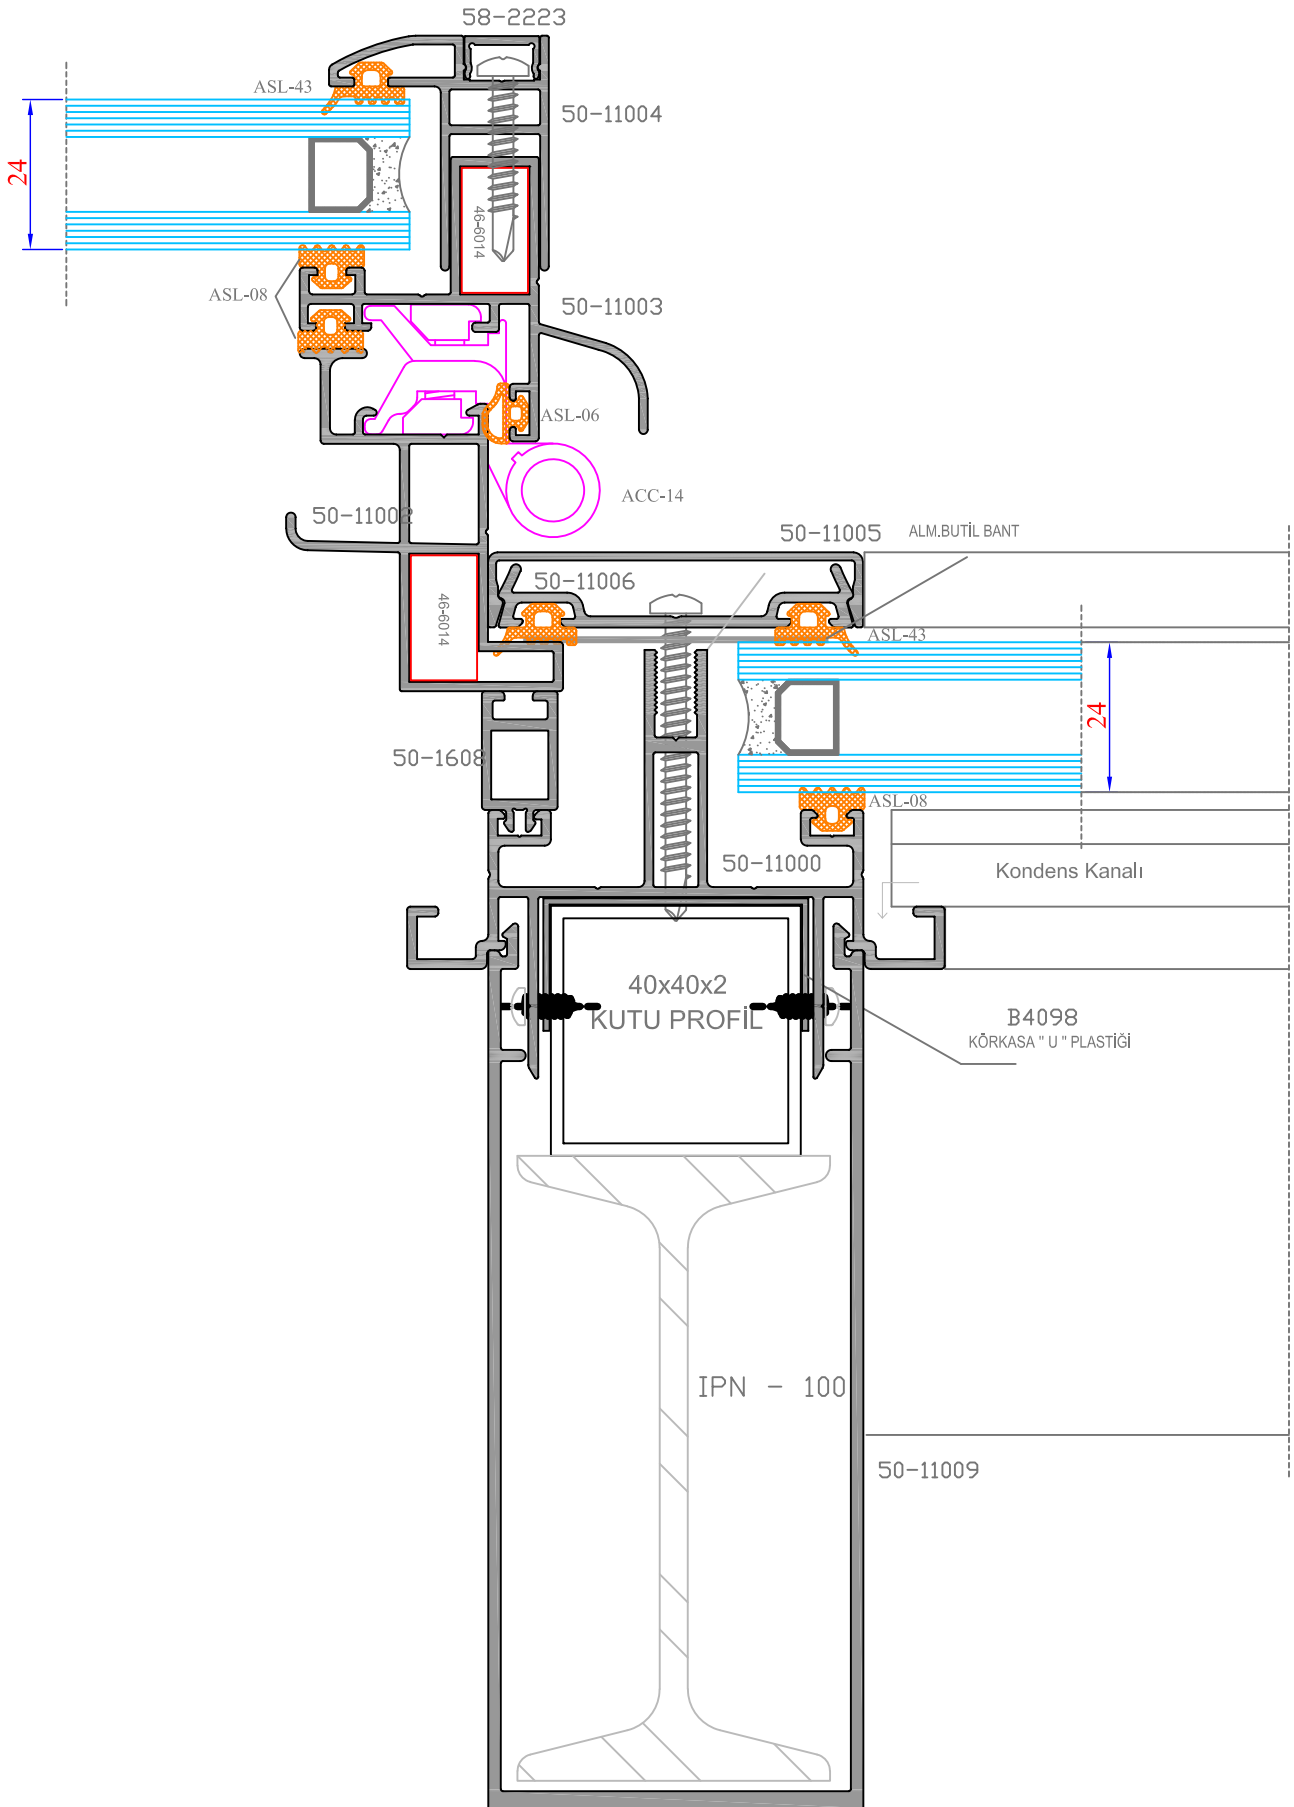 58-2223
ASL-43
50-11004
24
46-6014
ASL-08
50-11003
ASL-06
ACC-14
50-11002
50-11005
ALM.BUTİL BANT
50-11006
46-6014
ASL-43
24
50-1608
ASL-08
50-11000
Kondens Kanalı
40x40x2
KUTU PROFİL
B4098
KÖRKASA " U " PLASTİĞİ
IPN - 100
50-11009